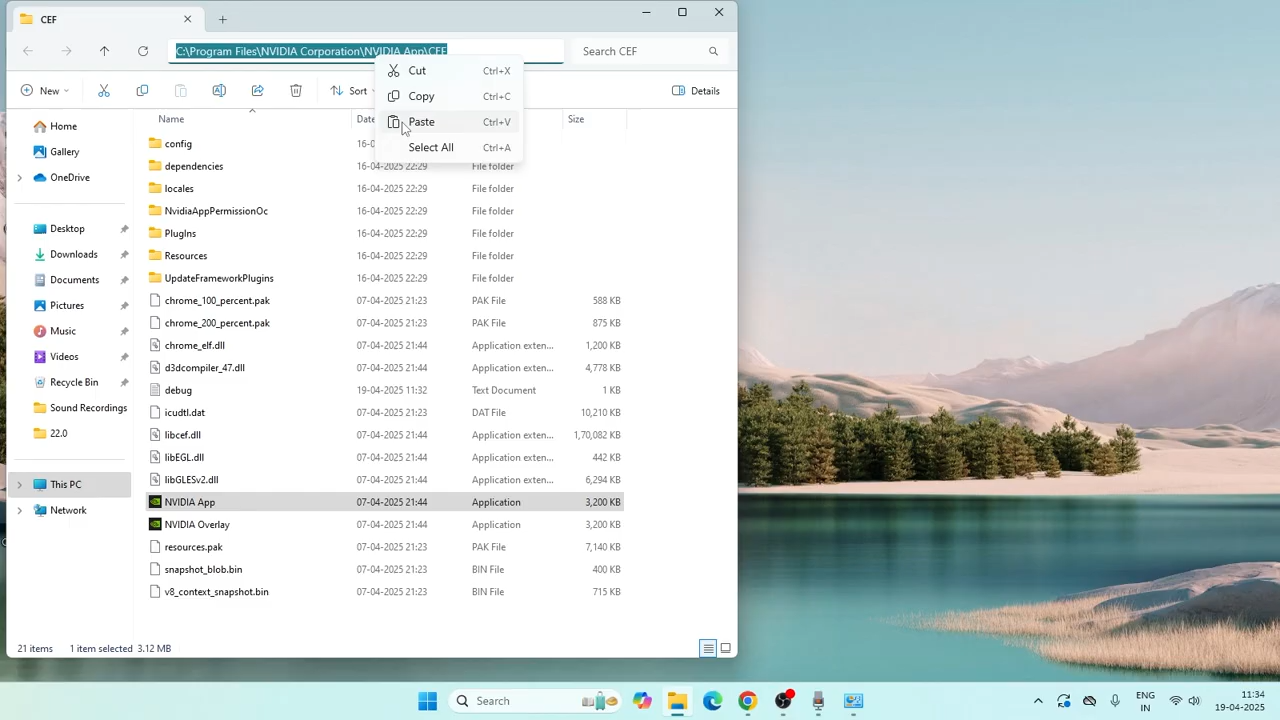 CEF
C:\Program Files\NVIDIA Corporation\NVIDIA App\CEF
Search CEF
Cut Ctrl+X
Copy Ctrl+C
Paste Ctrl+V
Select All Ctrl+A
New
Sort
Details
Home
Gallery
OneDrive
Desktop
Downloads
Documents
Pictures
Music
Videos
Recycle Bin
Sound Recordings
22.0
This PC
Network
Name Date Size
config 16-0
dependencies 16-04-2025 22:29 File folder
locales 16-04-2025 22:29 File folder
NvidiaAppPermissionOc 16-04-2025 22:29 File folder
PlugIns 16-04-2025 22:29 File folder
Resources 16-04-2025 22:29 File folder
UpdateFrameworkPlugins 16-04-2025 22:29 File folder
chrome_100_percent.pak 07-04-2025 21:23 PAK File 588 KB
chrome_200_percent.pak 07-04-2025 21:23 PAK File 875 KB
chrome_elf.dll 07-04-2025 21:44 Application exten... 1,200 KB
d3dcompiler_47.dll 07-04-2025 21:44 Application exten... 4,778 KB
debug 19-04-2025 11:32 Text Document 1 KB
icudtl.dat 07-04-2025 21:23 DAT File 10,210 KB
libcef.dll 07-04-2025 21:44 Application exten... 1,70,082 KB
libEGL.dll 07-04-2025 21:44 Application exten... 442 KB
libGLESv2.dll 07-04-2025 21:44 Application exten... 6,294 KB
NVIDIA App 07-04-2025 21:44 Application 3,200 KB
NVIDIA Overlay 07-04-2025 21:44 Application 3,200 KB
resources.pak 07-04-2025 21:23 PAK File 7,140 KB
snapshot_blob.bin 07-04-2025 21:23 BIN File 400 KB
v8_context_snapshot.bin 07-04-2025 21:23 BIN File 715 KB
21 items 1 item selected 3.12 MB
Search
ENG
IN
11:34
19-04-2025